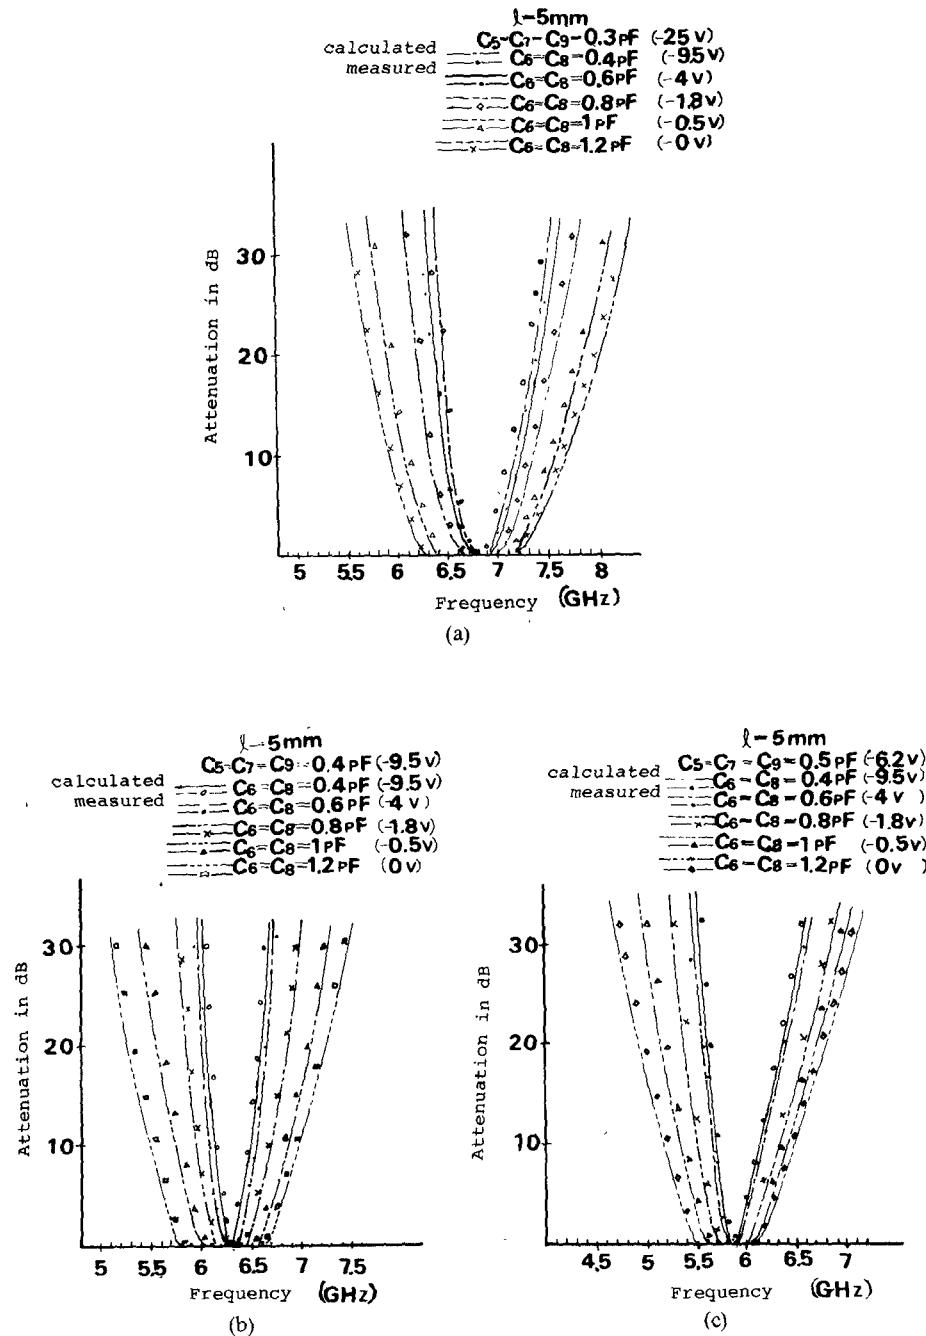 l-5mm
C5-C7-C9-0.3pF (-25v)
calculated
measured
C6=C8=0.4pF (-9.5v)
C6=C8=0.6pF (-4v)
C6=C8=0.8pF (-1.8v)
C6=C8=1pF (-0.5v)
C6=C8=1.2pF (-0v)
Attenuation in dB
30
20
10
5 5.5 6 6.5 7 7.5 8
Frequency (GHz)
(a)
l-5mm
C5=C7=C9=0.4pF (-9.5v)
calculated
measured
C6=C8=0.4pF (-9.5v)
C6=C8=0.6pF (-4v)
C6=C8=0.8pF (-1.8v)
C6=C8=1pF (-0.5v)
C6=C8=1.2pF (0v)
Attenuation in dB
30
20
10
5 5.5 6 6.5 7 7.5
Frequency (GHz)
(b)
l-5mm
C5=C7-C9=0.5pF (-6.2v)
calculated
measured
C6-C8=0.4pF (-9.5v)
C6-C8=0.6pF (-4v)
C6-C8=0.8pF (-1.8v)
C6=C8=1pF (-0.5v)
C6-C8=1.2pF (0v)
Attenuation in dB
30
20
10
4.5 5 5.5 6 6.5 7
Frequency (GHz)
(c)